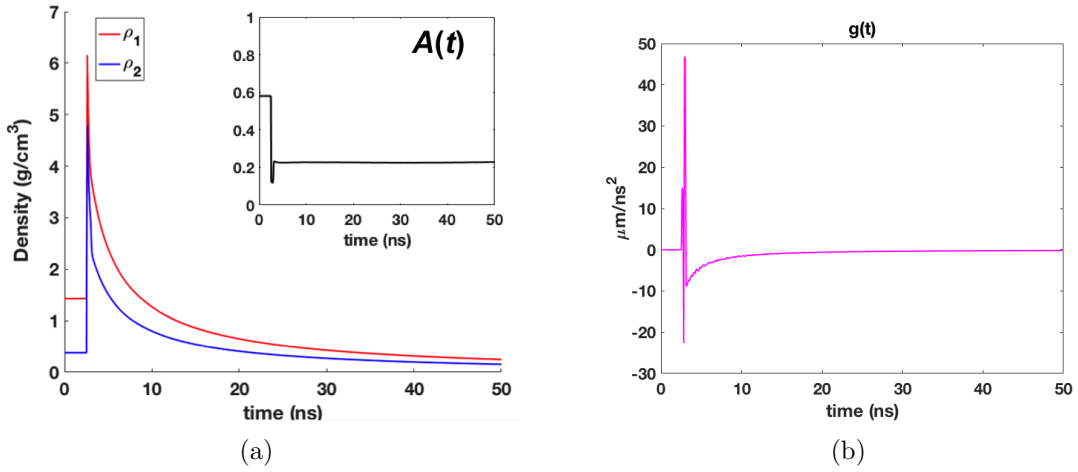 ρ1
ρ2
A(t)
1
0.8
0.6
0.4
0.2
0
0 10 20 30 40 50
time (ns)
7
6
5
4
3
2
1
0
Density (g/cm³)
0 10 20 30 40 50
time (ns)
(a)
g(t)
50
40
30
20
10
0
-10
-20
-30
μm/ns²
0 10 20 30 40 50
time (ns)
(b)